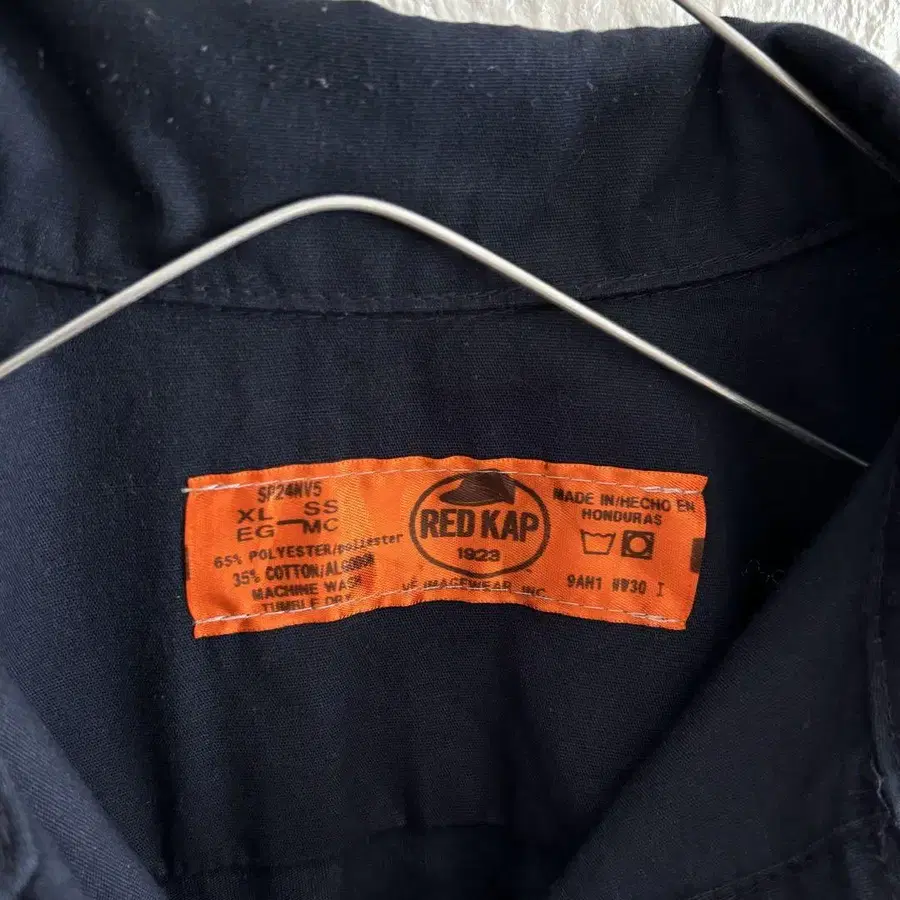 SP24NV5
XL SS
EG MC
65% POLYESTER/poliester
35% COTTON/ALGODON
MACHINE WASH
TUMBLE DRY
RED KAP
1923
VF IMAGEWEAR, INC.
MADE IN/HECHO EN
HONDURAS
9AH1 WW30 I